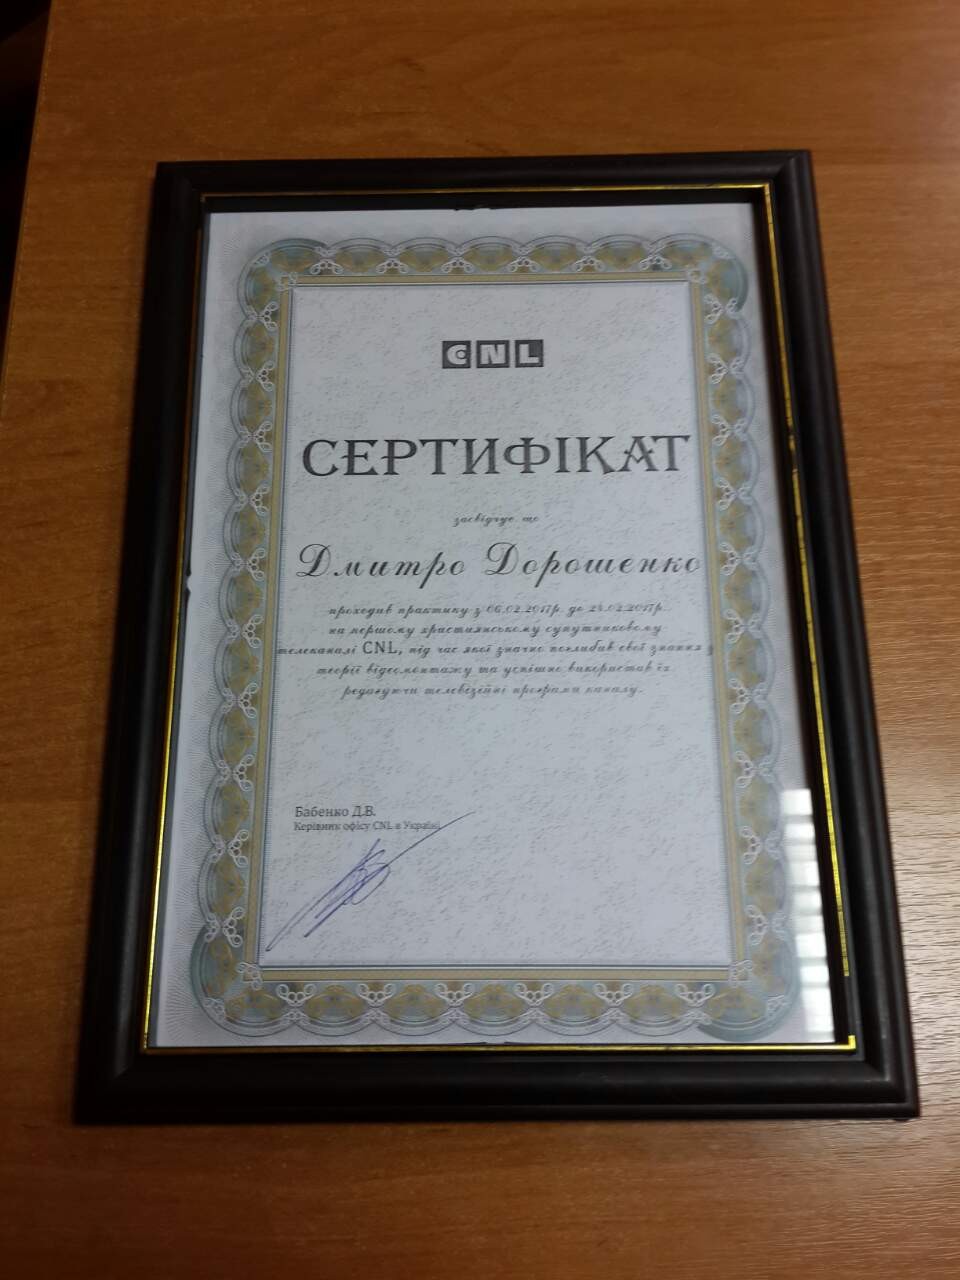 CNL
СЕРТИФІКАТ
засвідчує, що
Дмитро Дорошенко
проходив практику з 06.02.2017р. до 24.02.2017р.
на першому християнському супутниковому
телеканалі CNL, під час якої значно поглибив свої знання з
теорії відеомонтажу та успішно використав їх
редагуючи телевізійні програми каналу.
Бабенко Д.В.
Керівник офісу CNL в Україні